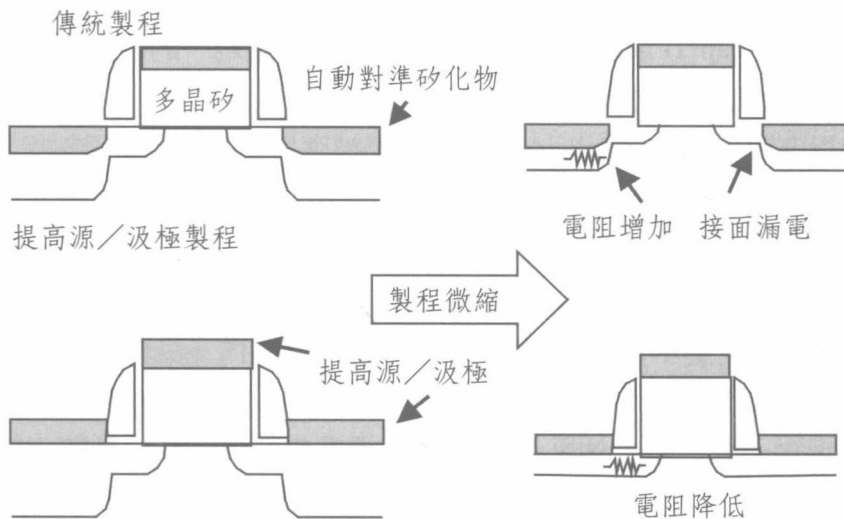 傳統製程
多晶矽
自動對準矽化物
電阻增加 接面漏電
提高源／汲極製程
製程微縮
提高源／汲極
電阻降低